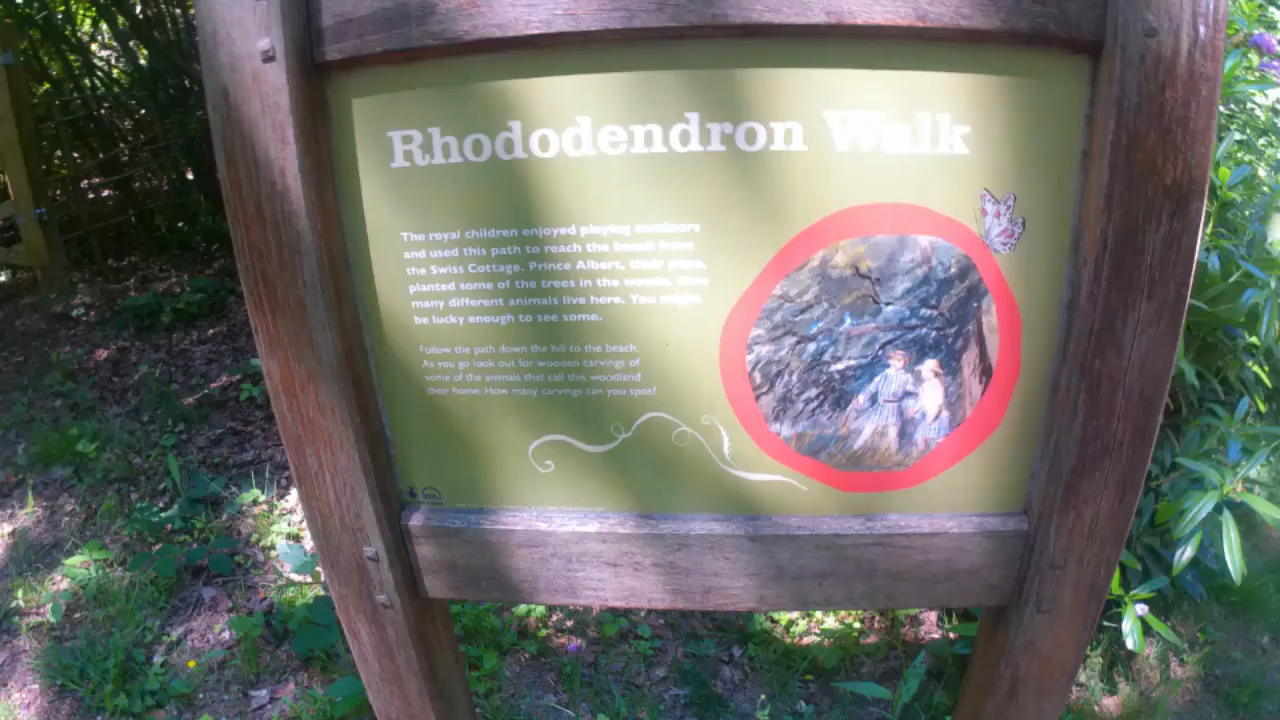 Rhododendron Walk
The royal children enjoyed playing outdoors
and used this path to reach the beach from
the Swiss Cottage. Prince Albert, their papa,
planted some of the trees in the woods. Now
many different animals live here. You might
be lucky enough to see some.
Follow the path down the hill to the beach.
As you go look out for wooden carvings of
some of the animals that call this woodland
their home. How many carvings can you spot?